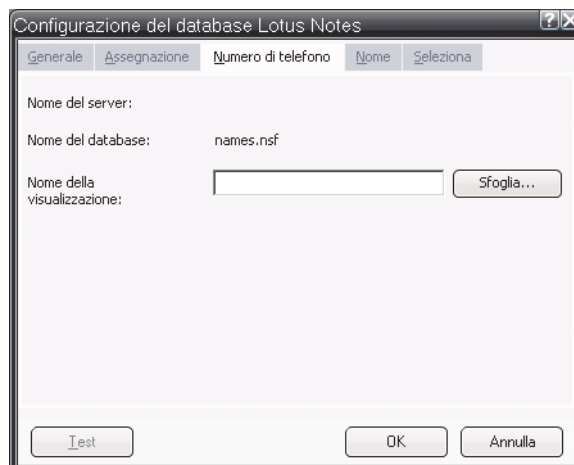 Configurazione del database Lotus Notes
Generale Assegnazione Numero di telefono Nome Seleziona
Nome del server:
Nome del database: names.nsf
Nome della
visualizzazione:
Sfoglia...
Test OK Annulla